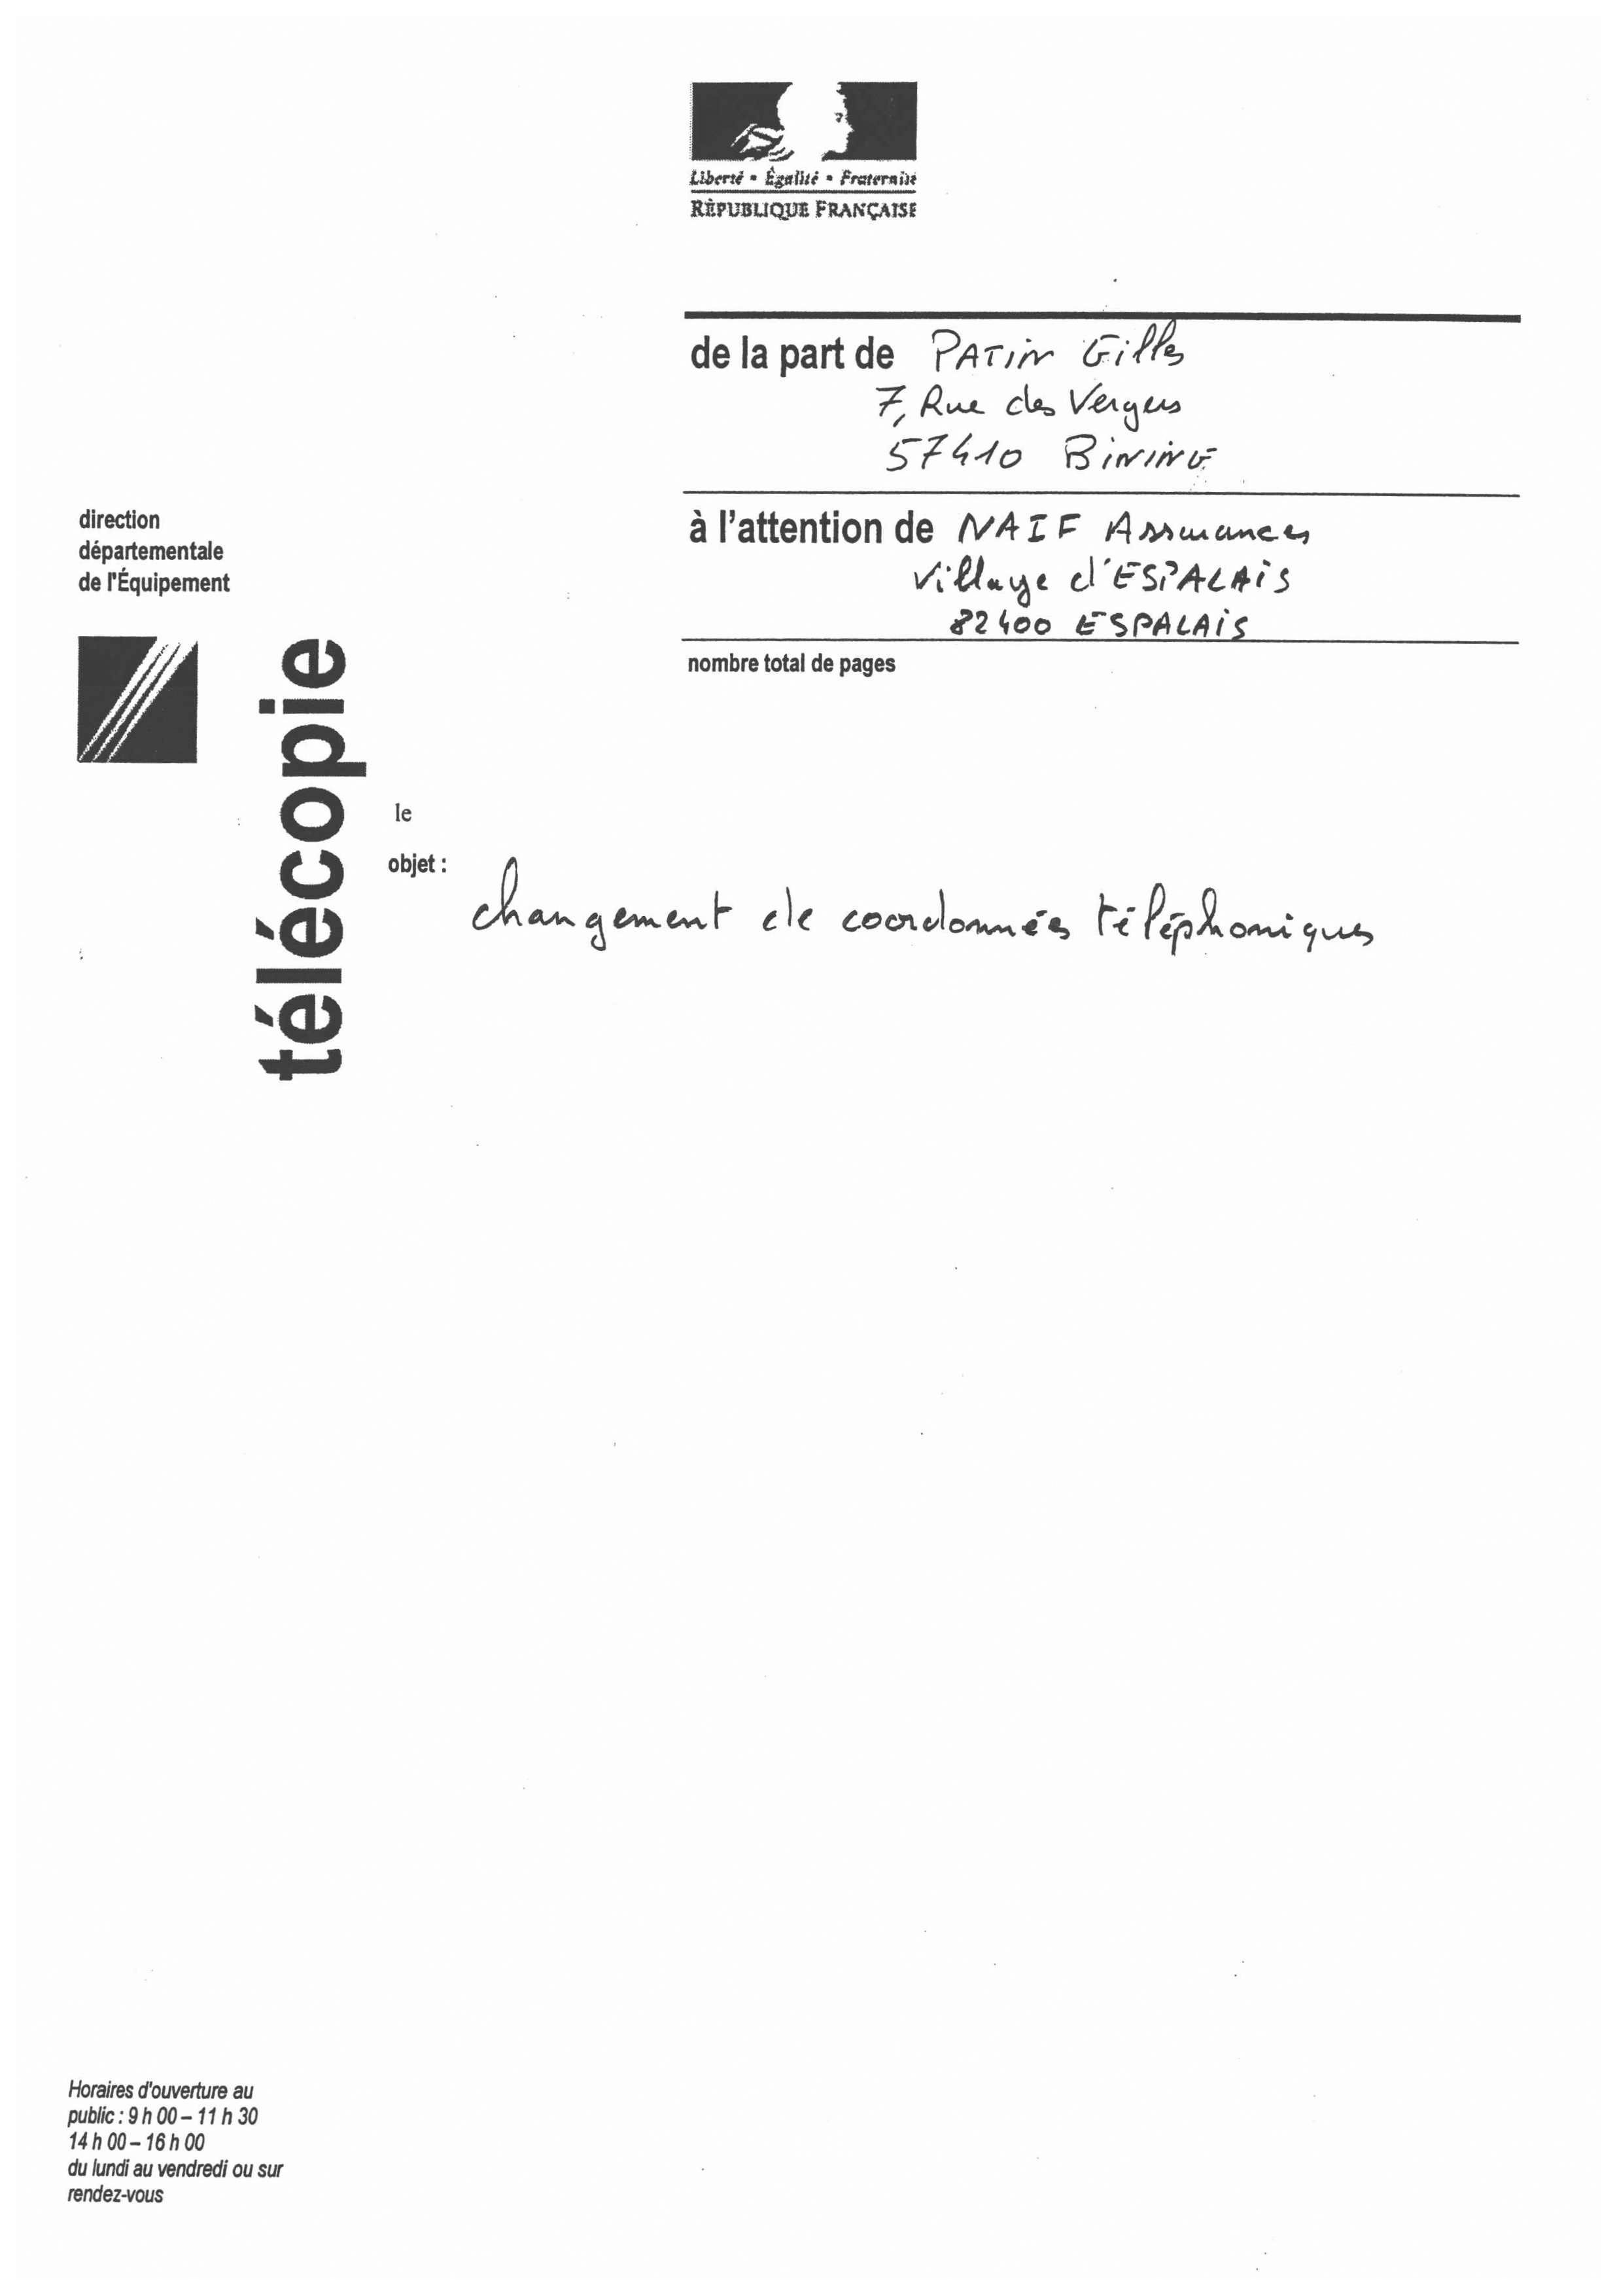 Liberté • Égalité • Fraternité
RÉPUBLIQUE FRANÇAISE
de la part de PATIN Gilles
7, Rue des Vergers
57410 BINING
direction
départementale
de l'Équipement
à l'attention de NAIF Assurances
Village d'ESPALAIS
82400 ESPALAIS
nombre total de pages
télécopie
le
objet :
changement de coordonnées téléphoniques
Horaires d'ouverture au
public : 9 h 00 – 11 h 30
14 h 00 – 16 h 00
du lundi au vendredi ou sur
rendez-vous